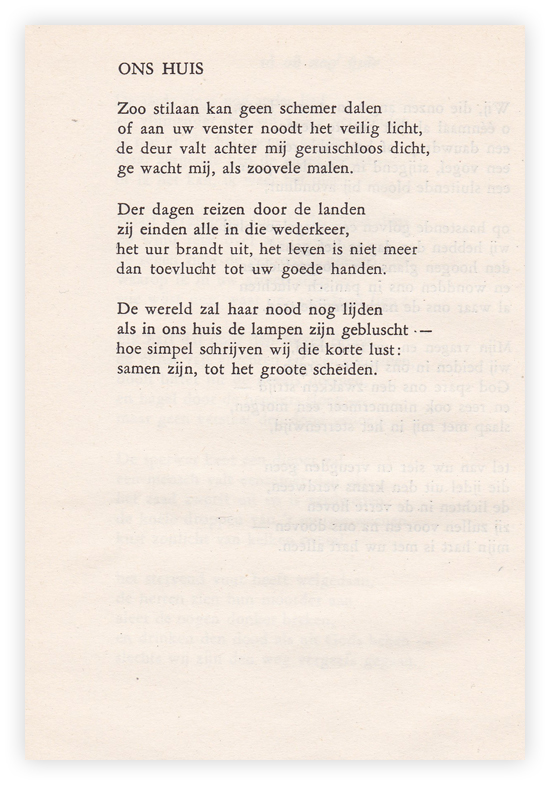 ONS HUIS
Zoo stilaan kan geen schemer dalen
of aan uw venster noodt het veilig licht,
de deur valt achter mij geruischloos dicht,
ge wacht mij, als zoovele malen.
Der dagen reizen door de landen
zij einden alle in die wederkeer,
het uur brandt uit, het leven is niet meer
dan toevlucht tot uw goede handen.
De wereld zal haar nood nog lijden
als in ons huis de lampen zijn gebluscht —
hoe simpel schrijven wij die korte lust:
samen zijn, tot het groote scheiden.